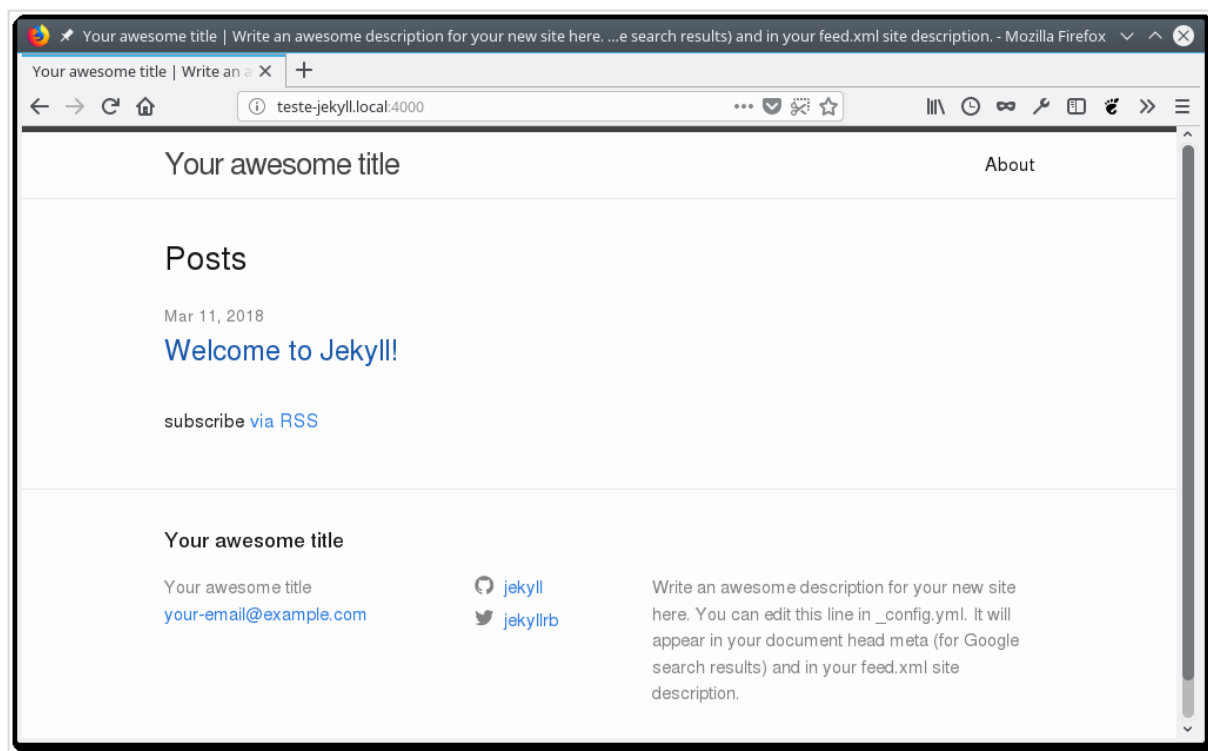 Your awesome title | Write an awesome description for your new site here. ...e search results) and in your feed.xml site description. - Mozilla Firefox
Your awesome title | Write an a
teste-jekyll.local:4000
Your awesome title
About
Posts
Mar 11, 2018
Welcome to Jekyll!
subscribe via RSS
Your awesome title
Your awesome title
your-email@example.com
jekyll
jekyllrb
Write an awesome description for your new site
here. You can edit this line in _config.yml. It will
appear in your document head meta (for Google
search results) and in your feed.xml site
description.